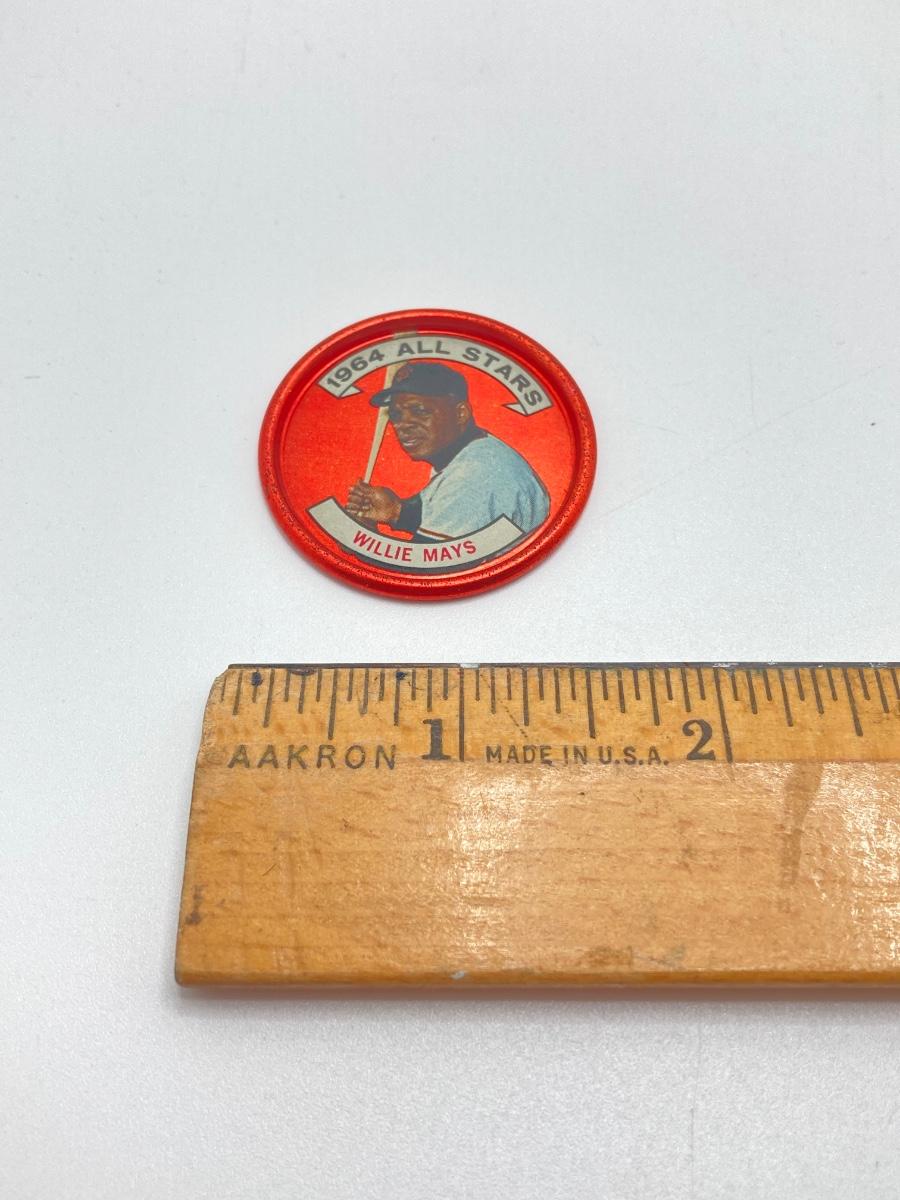 1964 ALL STARS
WILLIE MAYS
AAKRON 1 MADE IN U.S.A. 2